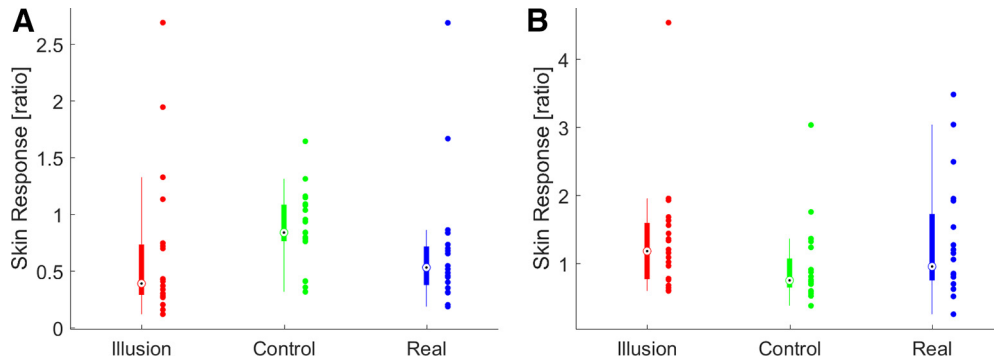 A
Skin Response [ratio]
2.5
2
1.5
1
0.5
0
Illusion Control Real
B
Skin Response [ratio]
4
3
2
1
Illusion Control Real